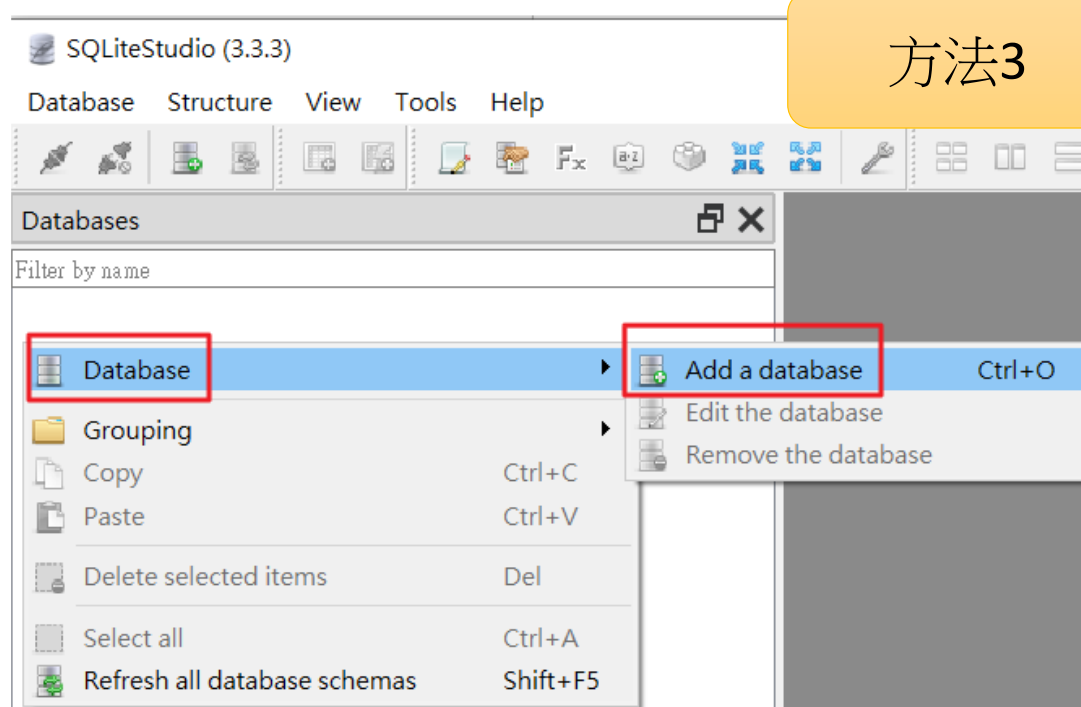 SQLiteStudio (3.3.3)
方法3
Database Structure View Tools Help
Databases
Filter by name
Database
Add a database Ctrl+O
Edit the database
Remove the database
Grouping
Copy Ctrl+C
Paste Ctrl+V
Delete selected items Del
Select all Ctrl+A
Refresh all database schemas Shift+F5